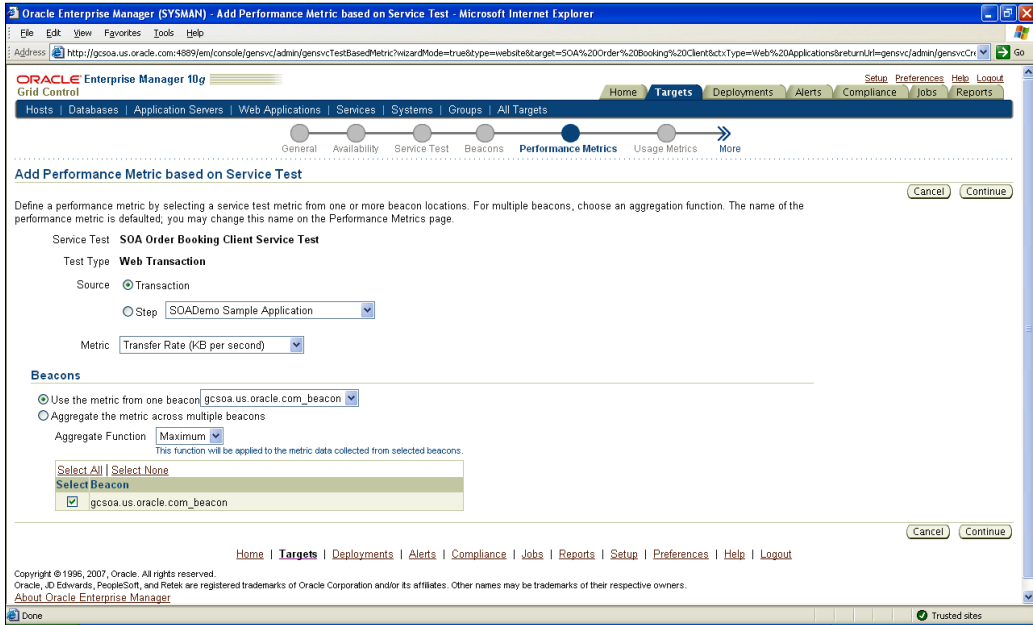 Oracle Enterprise Manager (SYSMAN) - Add Performance Metric based on Service Test - Microsoft Internet Explorer
File Edit View Favorites Tools Help
Address http://gcsoa.us.oracle.com:4889/em/console/gensvc/admin/gensvcTestBasedMetric?wizardMode=true&type=website&target=SOA%20Order%20Booking%20Client&ctxType=Web%20Applications&returnUrl=gensvc/admin/gensvcCre Go
ORACLE Enterprise Manager 10g
Grid Control
Setup Preferences Help Logout
Home Targets Deployments Alerts Compliance Jobs Reports
Hosts | Databases | Application Servers | Web Applications | Services | Systems | Groups | All Targets
General Availability Service Test Beacons Performance Metrics Usage Metrics More
Add Performance Metric based on Service Test
Cancel Continue
Define a performance metric by selecting a service test metric from one or more beacon locations. For multiple beacons, choose an aggregation function. The name of the
performance metric is defaulted; you may change this name on the Performance Metrics page.
Service Test SOA Order Booking Client Service Test
Test Type Web Transaction
Source Transaction
Step SOADemo Sample Application
Metric Transfer Rate (KB per second)
Beacons
Use the metric from one beacon gcsoa.us.oracle.com_beacon
Aggregate the metric across multiple beacons
Aggregate Function Maximum
This function will be applied to the metric data collected from selected beacons.
Select All | Select None
Select Beacon
gcsoa.us.oracle.com_beacon
Cancel Continue
Home | Targets | Deployments | Alerts | Compliance | Jobs | Reports | Setup | Preferences | Help | Logout
Copyright © 1996, 2007, Oracle. All rights reserved.
Oracle, JD Edwards, PeopleSoft, and Retek are registered trademarks of Oracle Corporation and/or its affiliates. Other names may be trademarks of their respective owners.
About Oracle Enterprise Manager
Done
Trusted sites